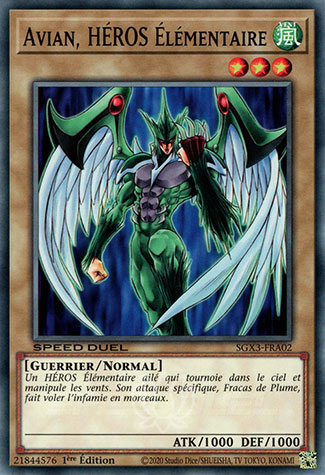 Avian, HÉROS Élémentaire
VENT
風
SPEED DUEL
SGX3-FRA02
[Guerrier/Normal]
Un HÉROS Élémentaire ailé qui tournoie dans le ciel et
manipule les vents. Son attaque spécifique, Fracas de Plume,
fait voler l'infamie en morceaux.
ATK/1000 DEF/1000
21844576 1ère Édition
©2020 Studio Dice/SHUEISHA, TV TOKYO, KONAMI